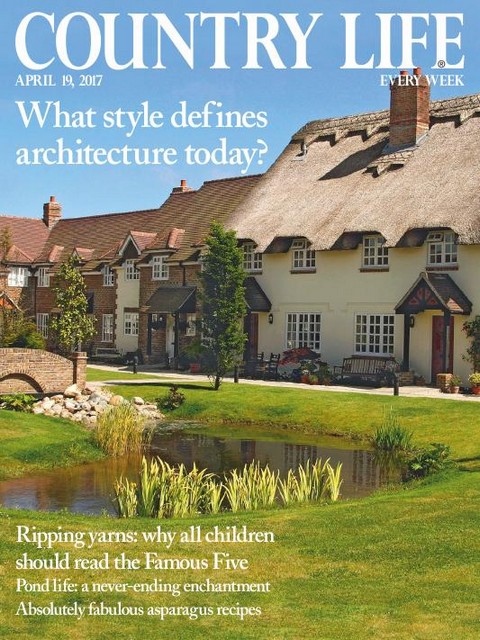 COUNTRY LIFE®
APRIL 19, 2017 EVERY WEEK
What style defines
architecture today?
Ripping yarns: why all children
should read the Famous Five
Pond life: a never-ending enchantment
Absolutely fabulous asparagus recipes